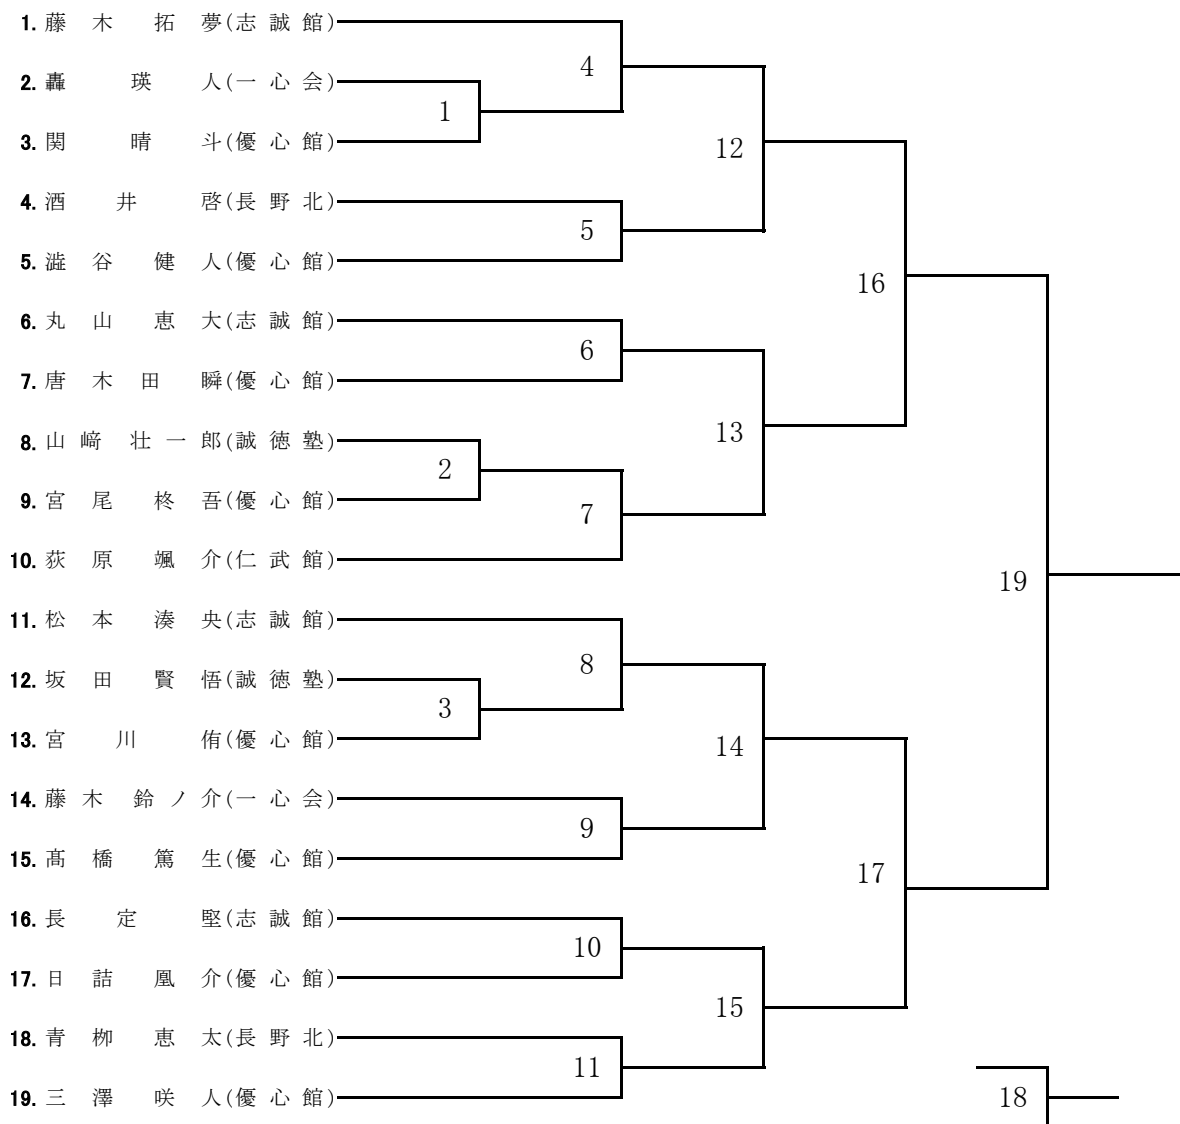 1. 藤木 拓夢(志誠館)
4
2. 轟 瑛人(一心会)
1
3. 関 晴斗(優心館)
12
4. 酒井 啓(長野北)
5
5. 澁谷 健人(優心館)
16
6. 丸山 恵大(志誠館)
6
7. 唐木田 瞬(優心館)
13
8. 山﨑 壮一郎(誠徳塾)
2
9. 宮尾 柊吾(優心館)
7
10. 荻原 颯介(仁武館)
19
11. 松本 湊央(志誠館)
8
12. 坂田 賢悟(誠徳塾)
3
13. 宮川 侑(優心館)
14
14. 藤木 鈴ノ介(一心会)
9
15. 髙橋 篤生(優心館)
17
16. 長定 堅(志誠館)
10
17. 日詰 凰介(優心館)
15
18. 青栁 恵太(長野北)
11
19. 三澤 咲人(優心館)
18